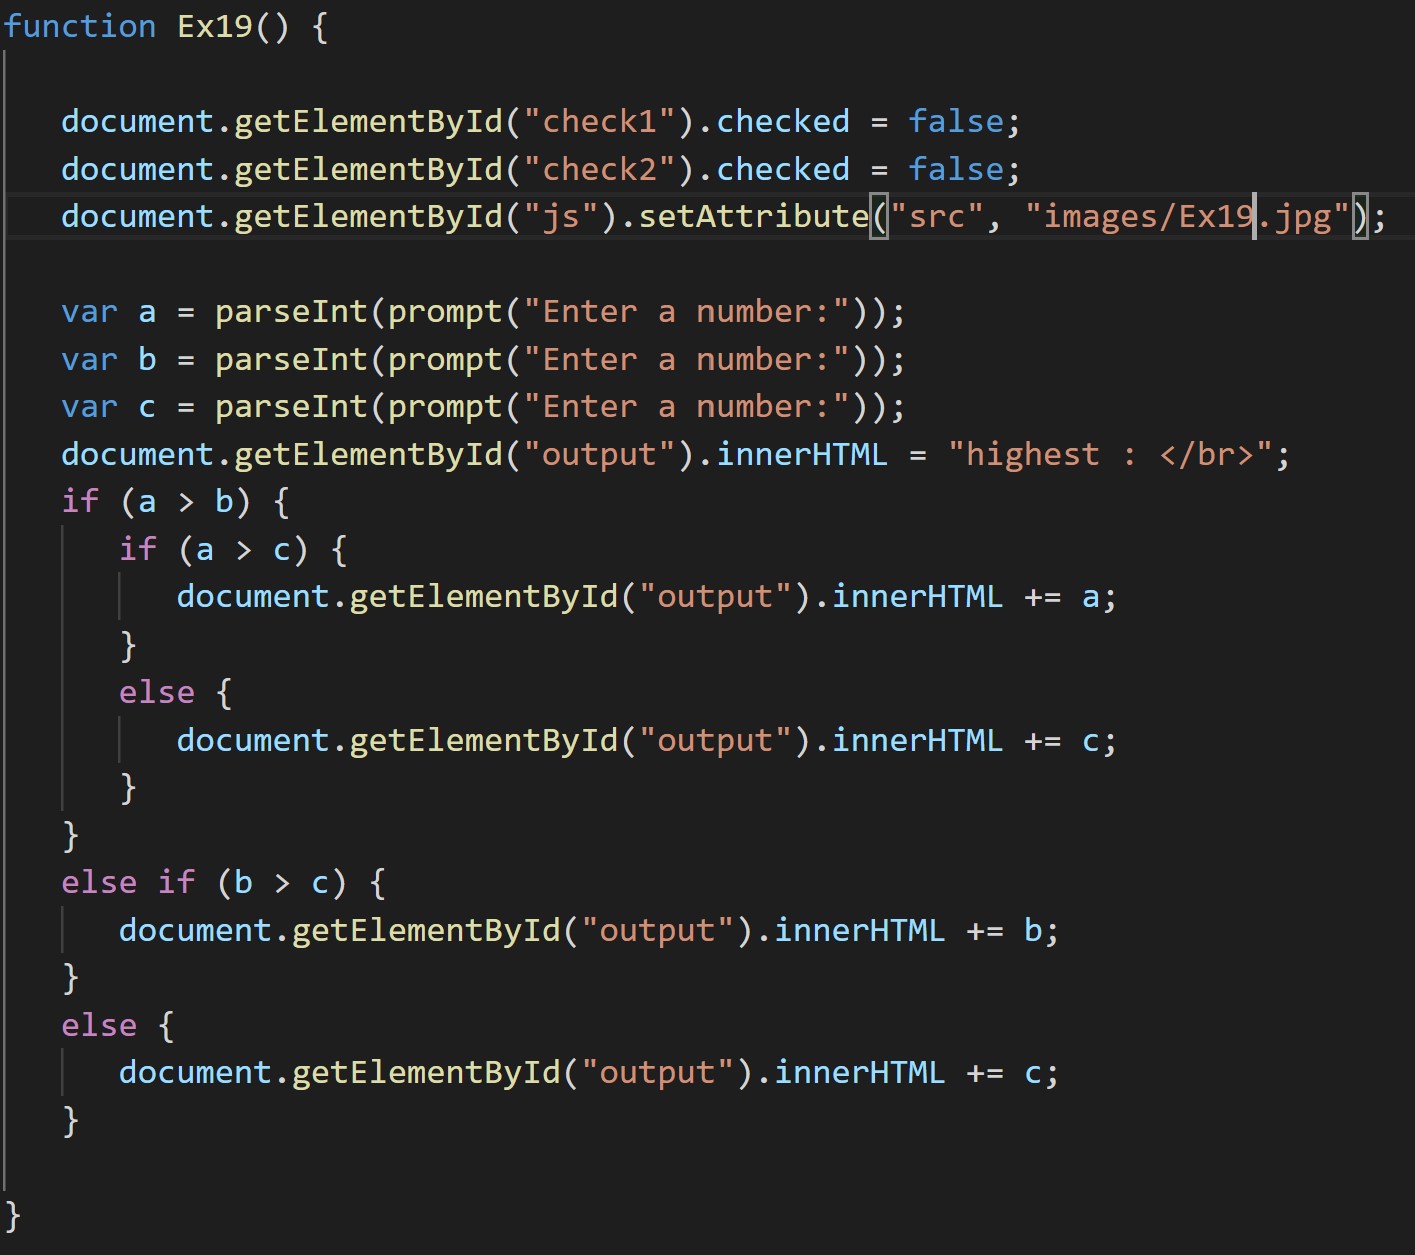 function Ex19() {
document.getElementById("check1").checked = false;
document.getElementById("check2").checked = false;
document.getElementById("js").setAttribute("src", "images/Ex19.jpg");
var a = parseInt(prompt("Enter a number:"));
var b = parseInt(prompt("Enter a number:"));
var c = parseInt(prompt("Enter a number:"));
document.getElementById("output").innerHTML = "highest : </br>";
if (a > b) {
if (a > c) {
document.getElementById("output").innerHTML += a;
}
else {
document.getElementById("output").innerHTML += c;
}
}
else if (b > c) {
document.getElementById("output").innerHTML += b;
}
else {
document.getElementById("output").innerHTML += c;
}
}